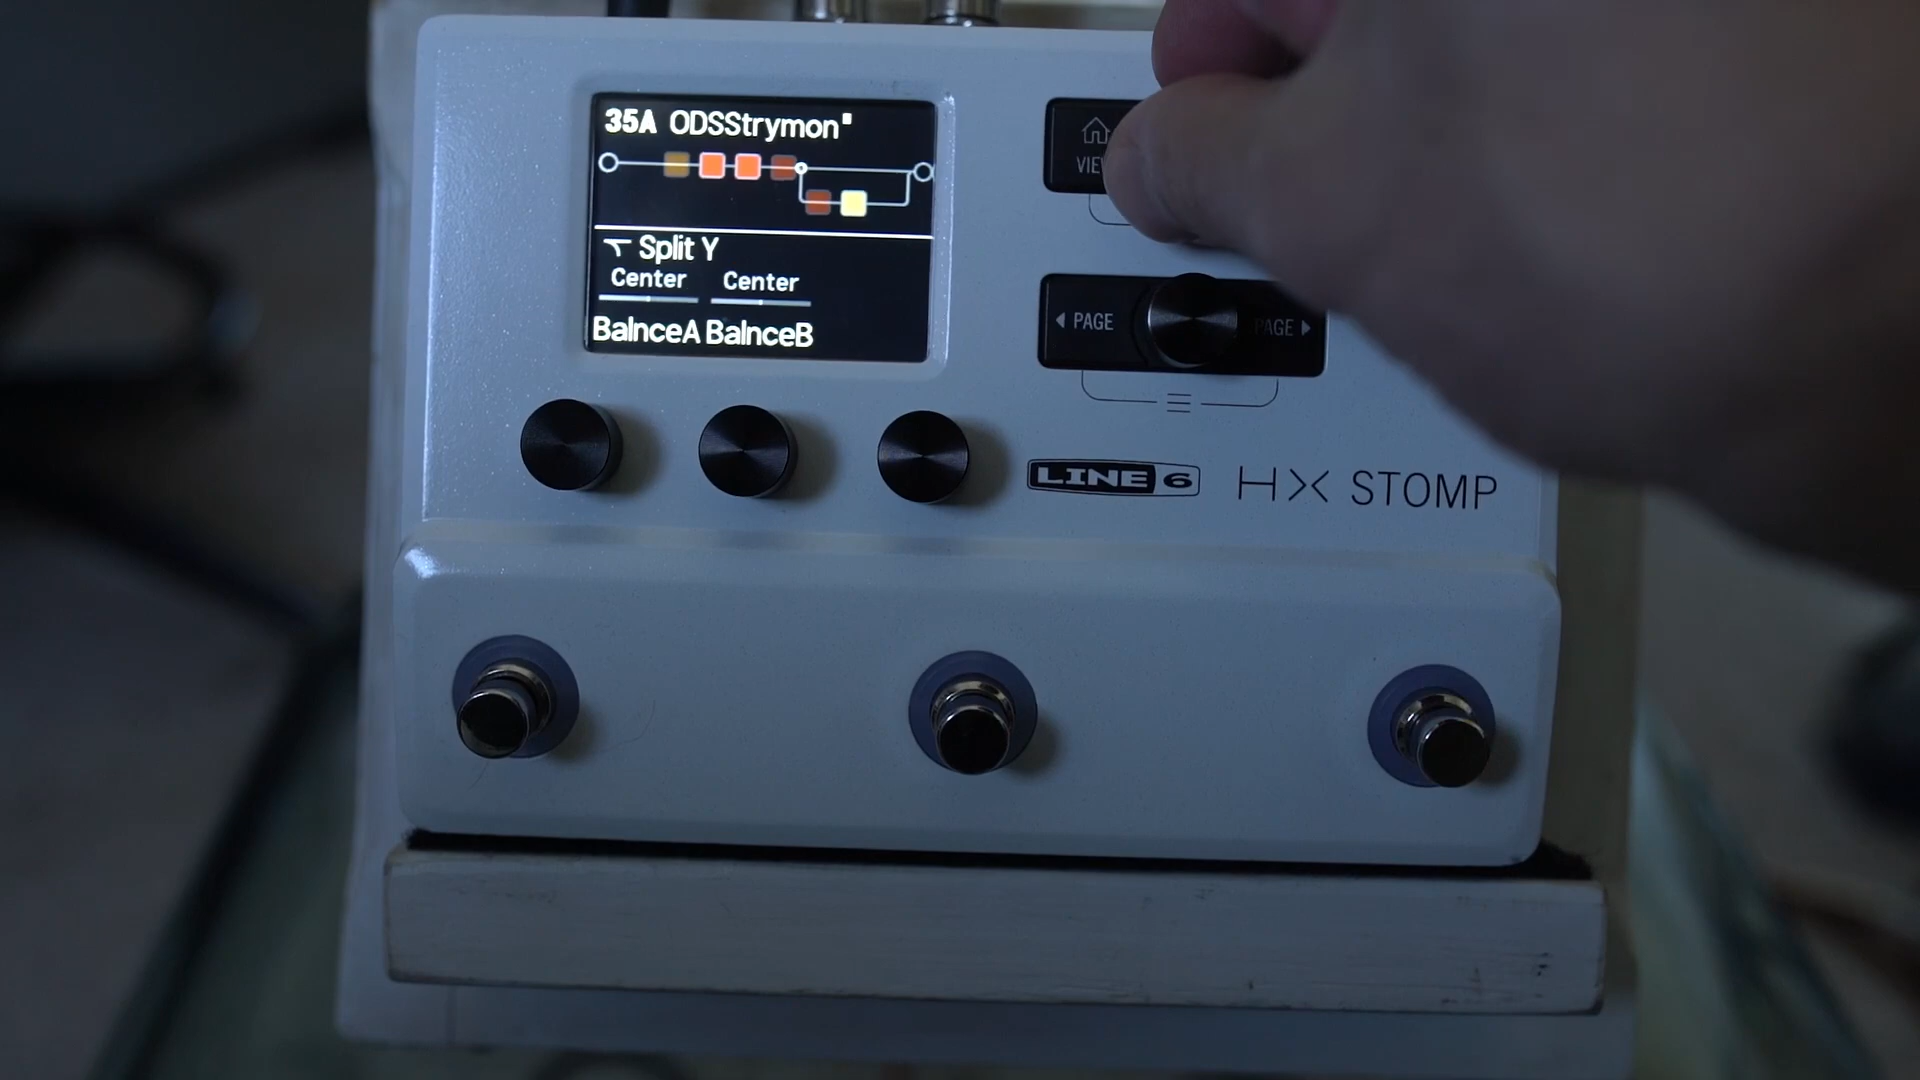 35A ODSStrymon
Split Y
Center Center
BalnceA BalnceB
PAGE PAGE
LINE 6 HX STOMP